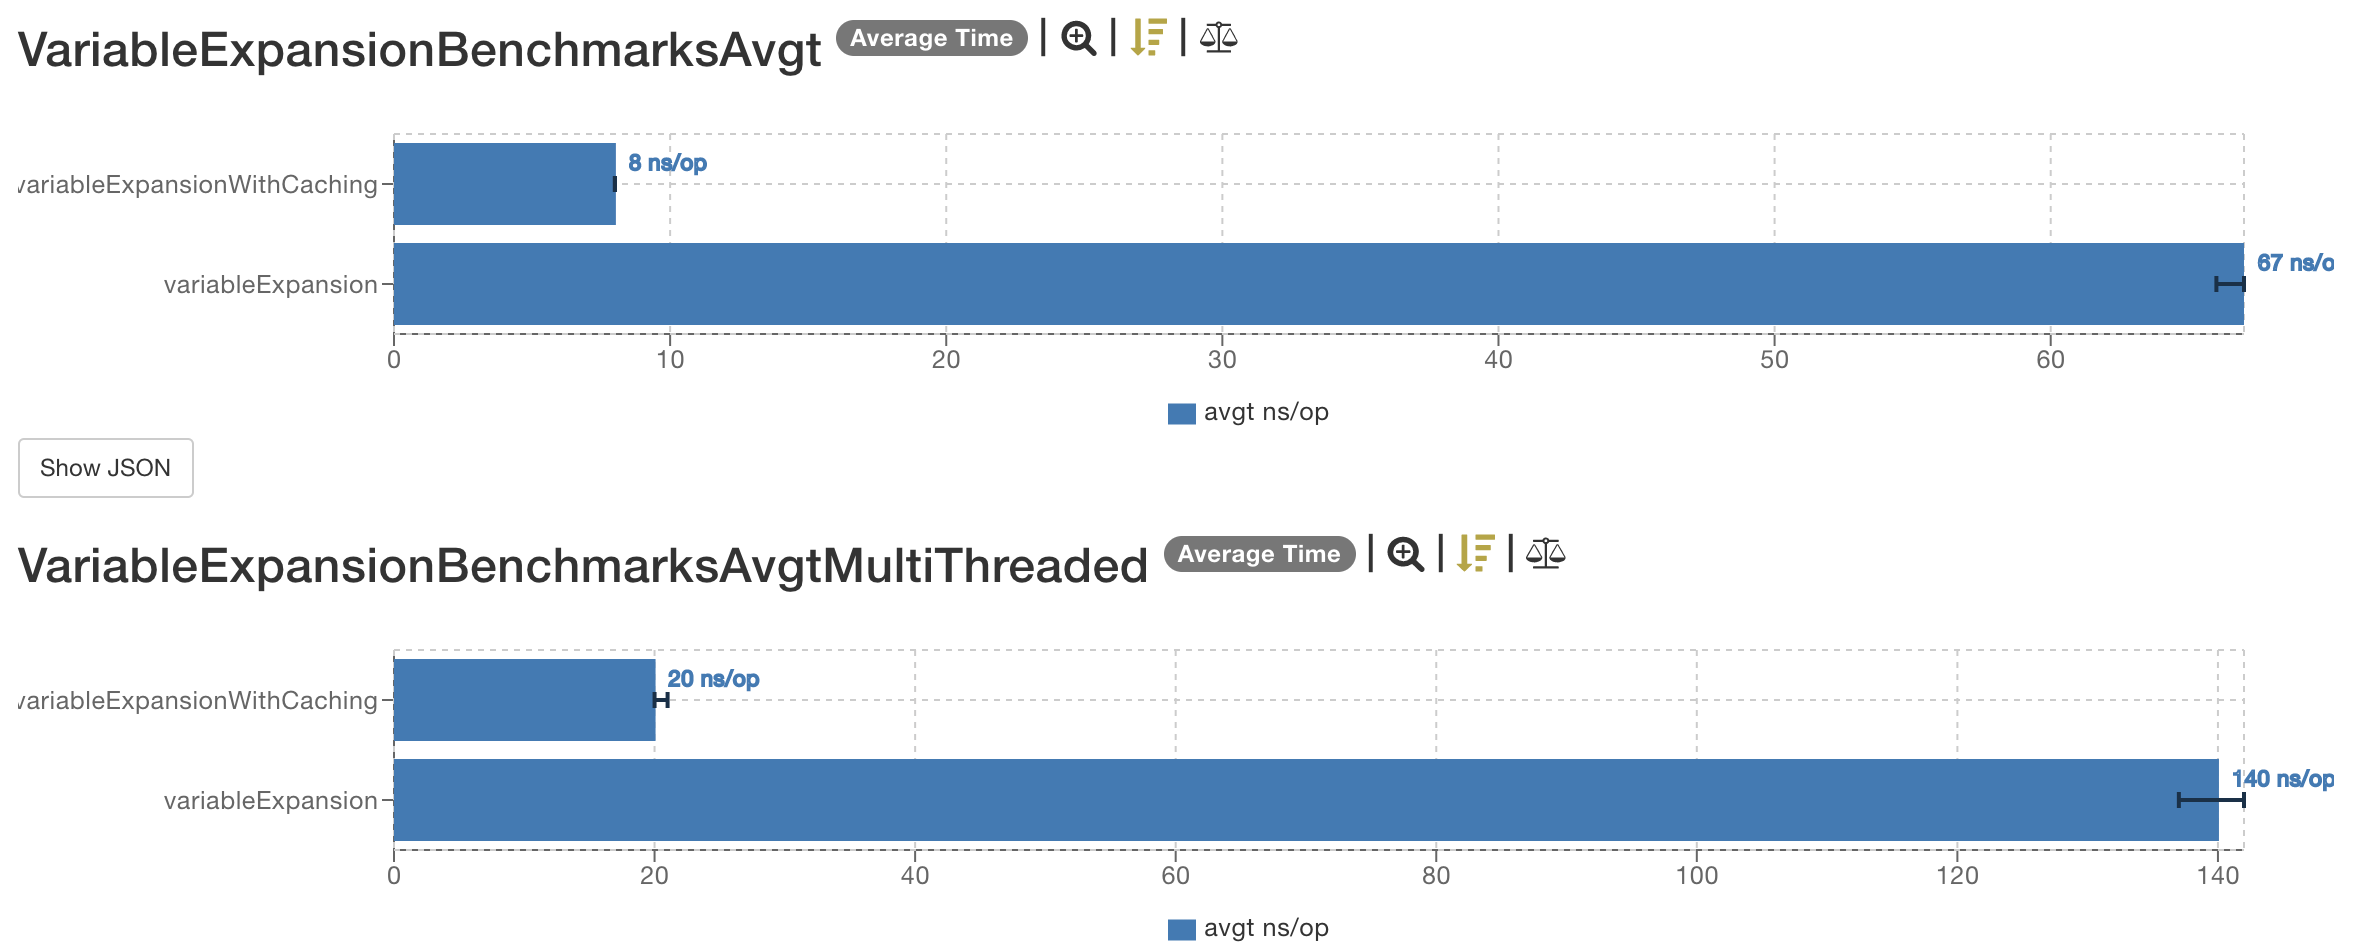 VariableExpansionBenchmarksAvgt Average Time
variableExpansionWithCaching
8 ns/op
variableExpansion
67 ns/o
0 10 20 30 40 50 60
avgt ns/op
Show JSON
VariableExpansionBenchmarksAvgtMultiThreaded Average Time
variableExpansionWithCaching
20 ns/op
variableExpansion
140 ns/op
0 20 40 60 80 100 120 140
avgt ns/op